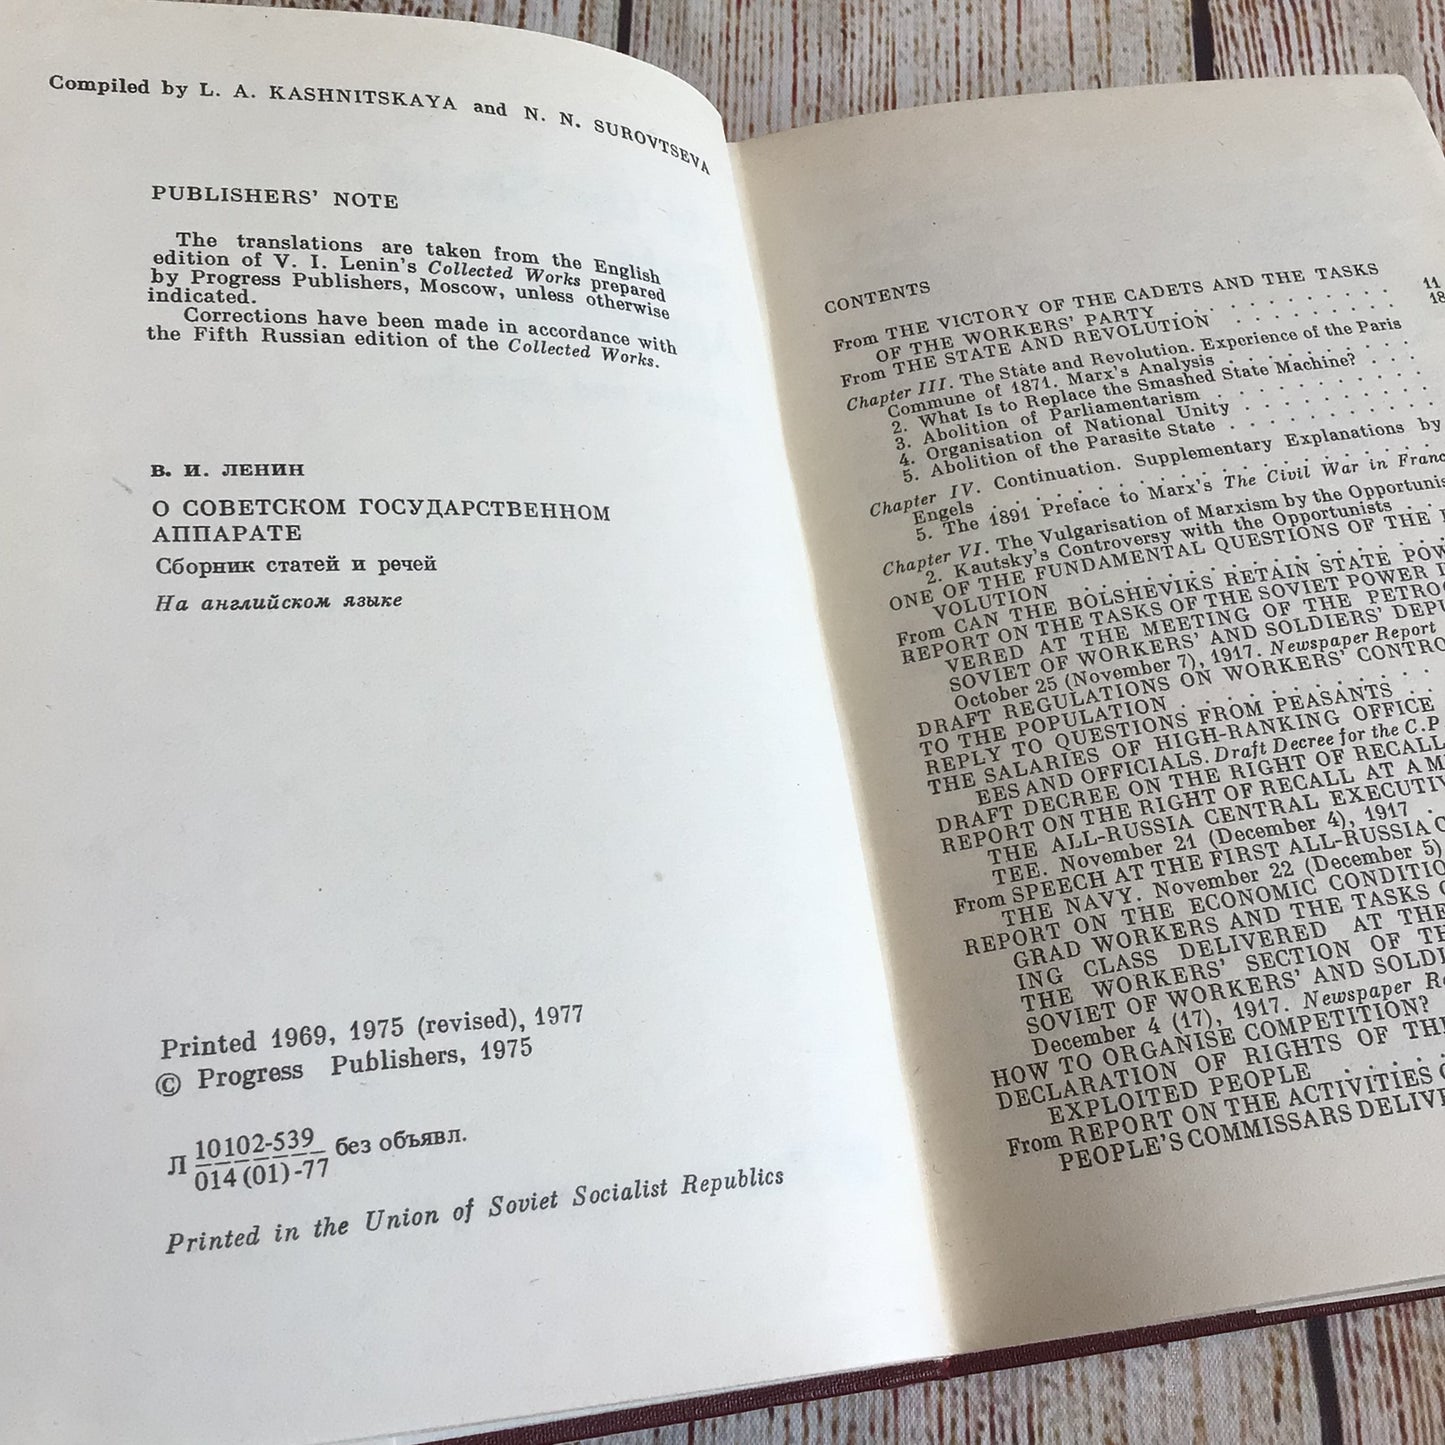 Compiled by L. A. KASHNITSKAYA and N. N. SUROVTSEVA
PUBLISHERS' NOTE
The translations are taken from the English
edition of V. I. Lenin's Collected Works prepared
by Progress Publishers, Moscow, unless otherwise
indicated.
Corrections have been made in accordance with
the Fifth Russian edition of the Collected Works.
В. И. ЛЕНИН
О СОВЕТСКОМ ГОСУДАРСТВЕННОМ
АППАРАТЕ
Сборник статей и речей
На английском языке
Printed 1969, 1975 (revised), 1977
© Progress Publishers, 1975
Л 10102-539
014(01)-77 без объявл.
Printed in the Union of Soviet Socialist Republics
CONTENTS
From THE VICTORY OF THE CADETS AND THE TASKS
OF THE WORKERS' PARTY . . . . . . . . . . 11
From THE STATE AND REVOLUTION . . . . . . . 18
Chapter III. The State and Revolution. Experience of the Paris
Commune of 1871. Marx's Analysis . . . . . . . .
2. What Is to Replace the Smashed State Machine? . . .
3. Abolition of Parliamentarism . . . . . . . . .
4. Organisation of National Unity . . . . . . . . .
5. Abolition of the Parasite State . . . . . . . . .
Chapter IV. Continuation. Supplementary Explanations by
Engels . . . . . . . . . . . . . . . .
5. The 1891 Preface to Marx's The Civil War in
Chapter VI. The Vulgarisation of Marxism by the
2. Kautsky's Controversy with the Opportunists . .
ONE OF THE FUNDAMENTAL QUESTIONS OF THE
VOLUTION . . . . . . . . . . . . . . .
From CAN THE BOLSHEVIKS RETAIN STATE
REPORT ON THE TASKS OF THE SOVIET POWER
VERED AT THE MEETING OF THE
SOVIET OF WORKERS' AND SOLDIERS'
October 25 (November 7), 1917. Newspaper Report
DRAFT REGULATIONS ON WORKERS'
TO THE POPULATION . . . . . . . . . .
REPLY TO QUESTIONS FROM PEASANTS . .
THE SALARIES OF HIGH-RANKING OFFICE
EES AND OFFICIALS. Draft Decree for the C.P
DRAFT DECREE ON THE RIGHT OF RECALL
REPORT ON THE RIGHT OF RECALL AT A
THE ALL-RUSSIA CENTRAL
TEE. November 21 (December 4), 1917 .
From SPEECH AT THE FIRST ALL-RUSSIA
THE NAVY. November 22 (December 5)
REPORT ON THE ECONOMIC
GRAD WORKERS AND THE TASKS
ING CLASS DELIVERED AT THE
THE WORKERS' SECTION OF
SOVIET OF WORKERS' AND
December 4 (17), 1917. Newspaper
HOW TO ORGANISE COMPETITION?
DECLARATION OF RIGHTS OF
EXPLOITED PEOPLE . . . . .
From REPORT ON THE ACTIVITIES
PEOPLE'S COMMISSARS